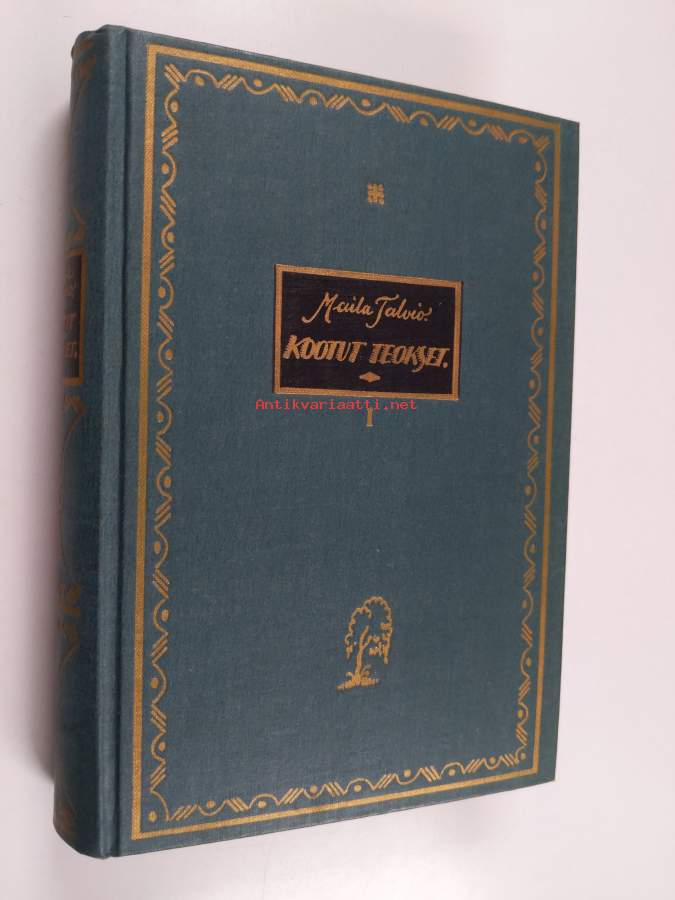 Maila Talvio.
KOOTUT TEOKSET.
Antikvariaatti.net
I